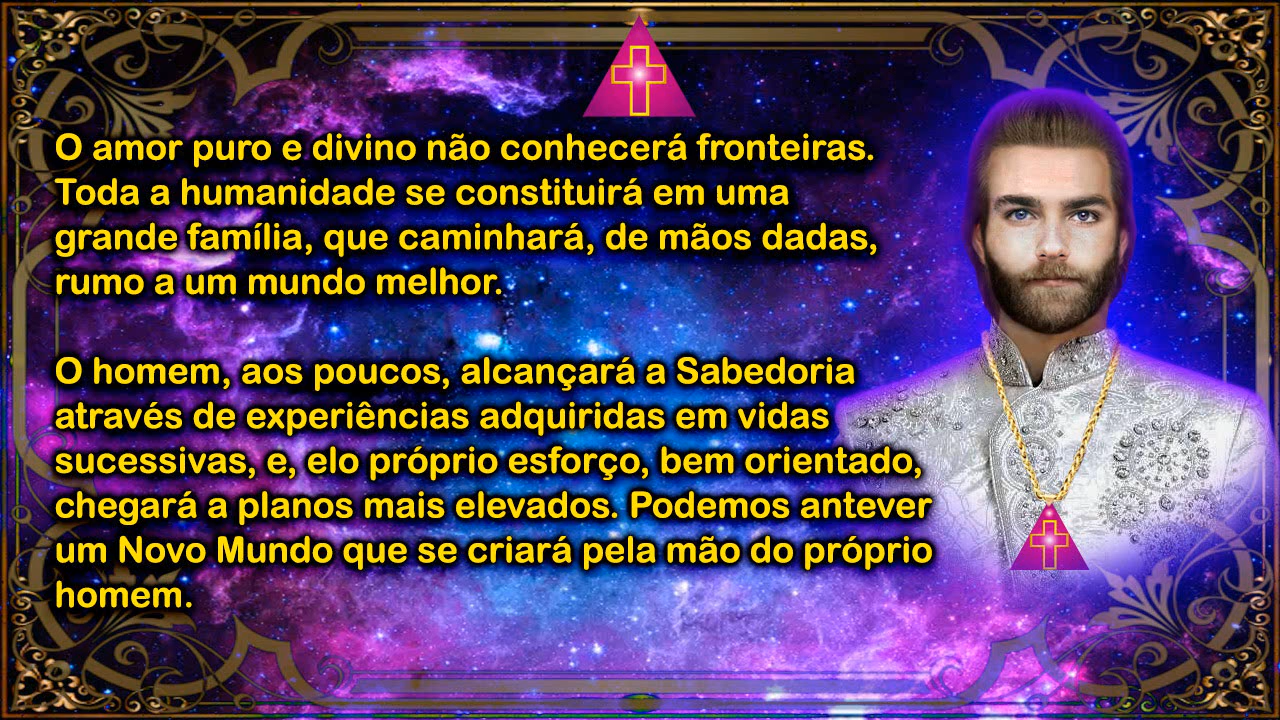 O amor puro e divino não conhecerá fronteiras.
Toda a humanidade se constituirá em uma
grande família, que caminhará, de mãos dadas,
rumo a um mundo melhor.
O homem, aos poucos, alcançará a Sabedoria
através de experiências adquiridas em vidas
sucessivas, e, elo próprio esforço, bem orientado,
chegará a planos mais elevados. Podemos antever
um Novo Mundo que se criará pela mão do próprio
homem.